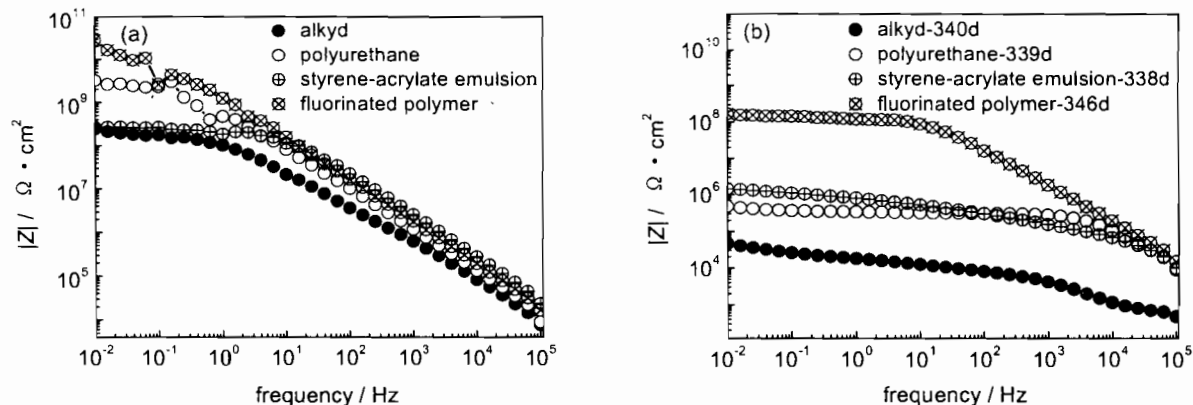 (a)
alkyd
polyurethane
styrene-acrylate emulsion
fluorinated polymer
10^11
10^9
10^7
10^5
|Z| / Ω • cm^2
10^-2 10^-1 10^0 10^1 10^2 10^3 10^4 10^5
frequency / Hz
(b)
alkyd-340d
polyurethane-339d
styrene-acrylate emulsion-338d
fluorinated polymer-346d
10^10
10^8
10^6
10^4
|Z| / Ω • cm^2
10^-2 10^-1 10^0 10^1 10^2 10^3 10^4 10^5
frequency / Hz